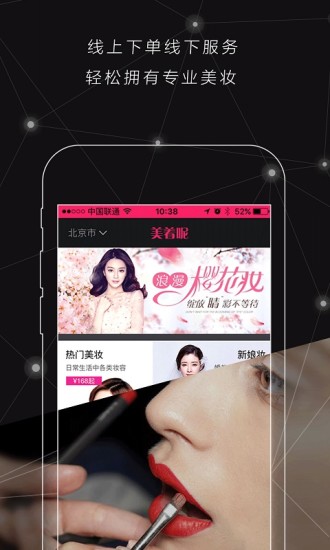 线上下单线下服务
轻松拥有专业美妆
中国联通
10:38
52%
北京市
美着呢
浪漫
樱花妆
绽放“晴”彩不等待
热门美妆
日常生活中各类妆容
¥168起
新娘妆